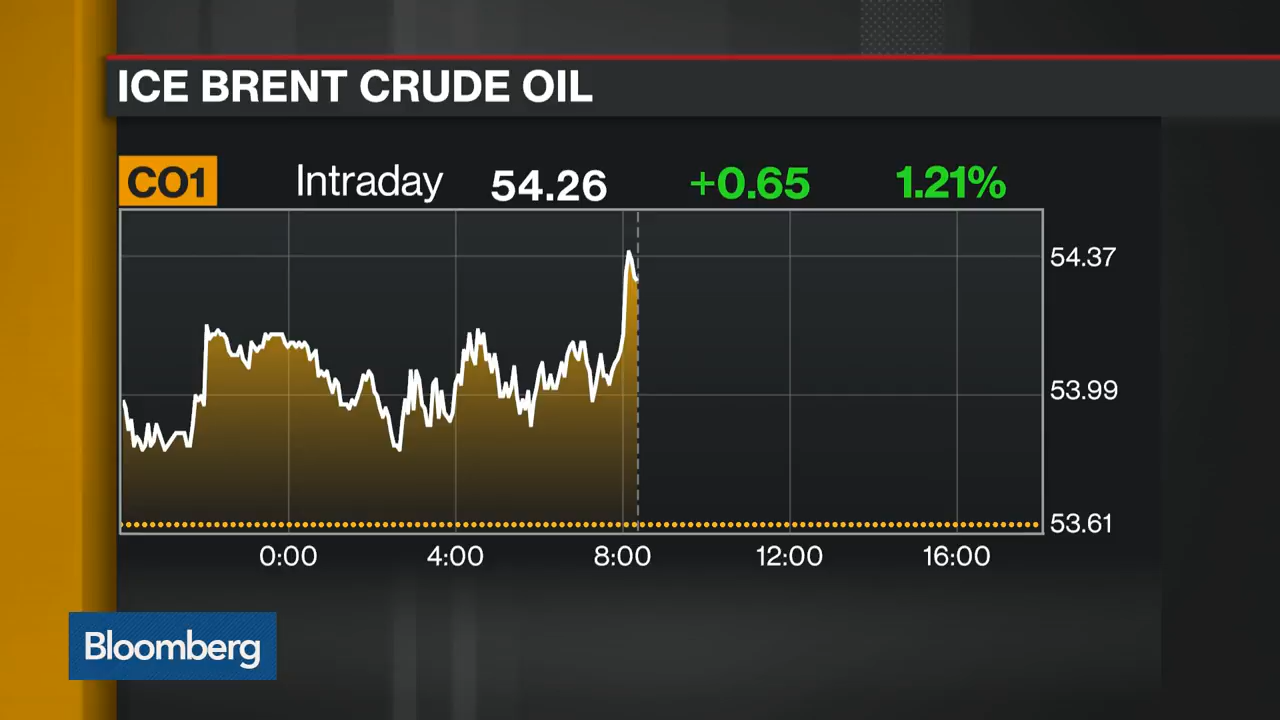 ICE BRENT CRUDE OIL
CO1 Intraday 54.26 +0.65 1.21%
54.37
53.99
53.61
0:00 4:00 8:00 12:00 16:00
Bloomberg